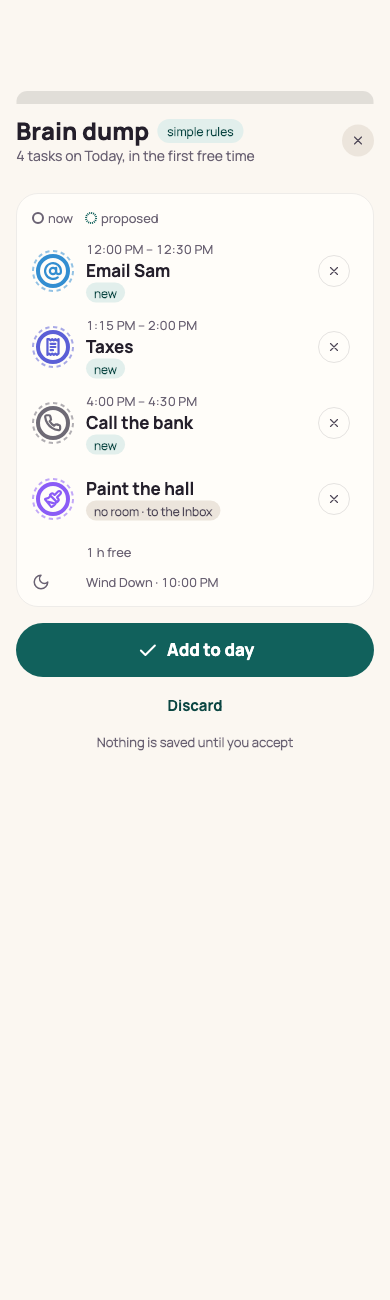 Brain dump simple rules
4 tasks on Today, in the first free time
now proposed
12:00 PM – 12:30 PM
Email Sam
new
1:15 PM – 2:00 PM
Taxes
new
4:00 PM – 4:30 PM
Call the bank
new
Paint the hall
no room · to the Inbox
1 h free
Wind Down · 10:00 PM
Add to day
Discard
Nothing is saved until you accept